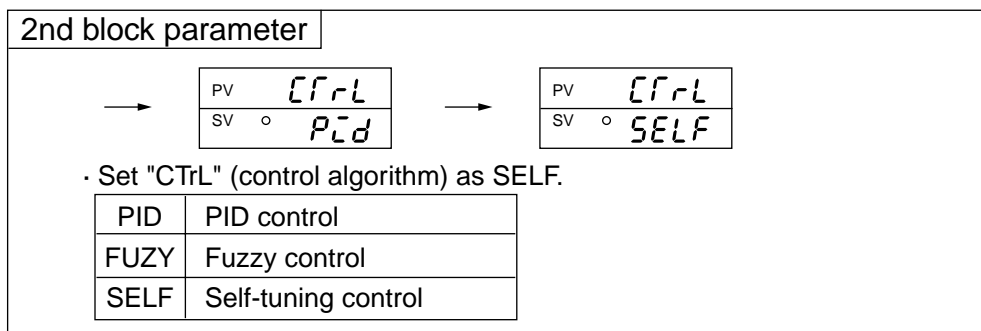 2nd block parameter
PV CTrL
SV PID
PV CTrL
SV SELF
· Set "CTrL" (control algorithm) as SELF.
PID PID control
FUZY Fuzzy control
SELF Self-tuning control